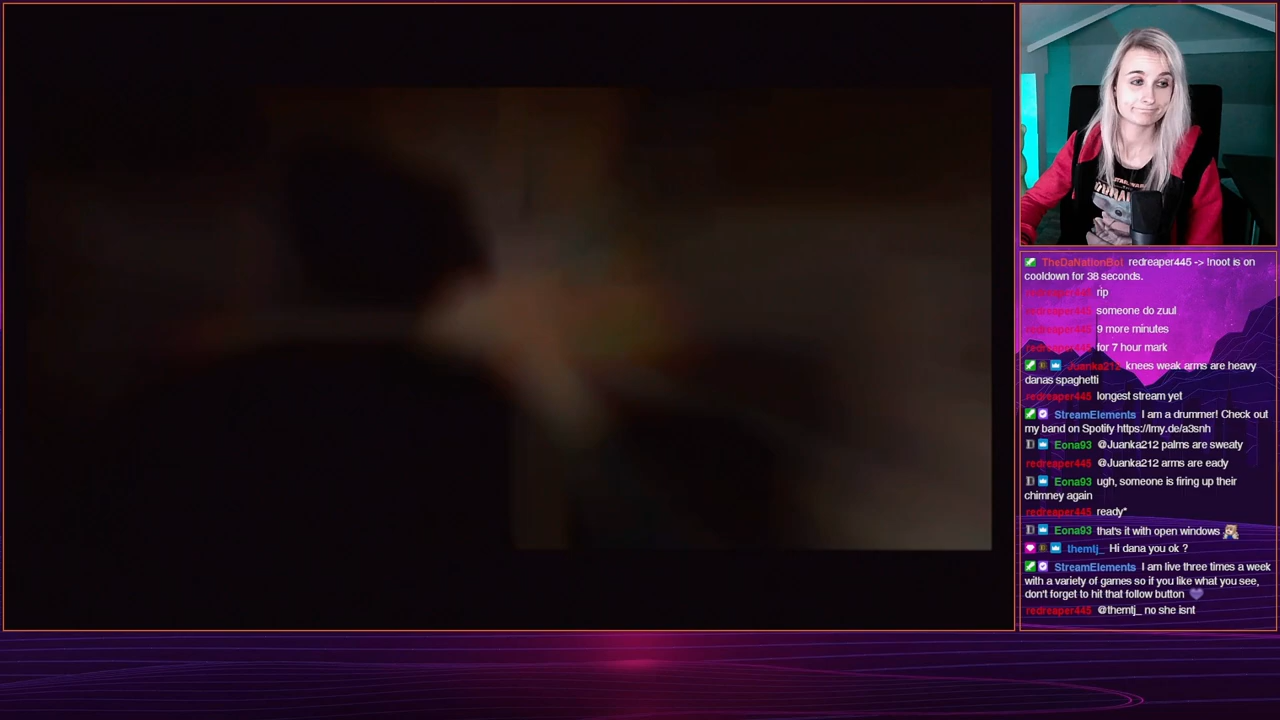 TheDaNationBot redreaper445 -> !noot is on
cooldown for 38 seconds.
redreaper445 rip
redreaper445 someone do zuul
redreaper445 9 more minutes
redreaper445 for 7 hour mark
Juanka212 knees weak arms are heavy
danas spaghetti
redreaper445 longest stream yet
StreamElements I am a drummer! Check out
my band on Spotify https://lmy.de/a3snh
Eona93 @Juanka212 palms are sweaty
redreaper445 @Juanka212 arms are eady
Eona93 ugh, someone is firing up their
chimney again
redreaper445 ready*
Eona93 that's it with open windows
themtj_ Hi dana you ok ?
StreamElements I am live three times a week
with a variety of games so if you like what you see,
don't forget to hit that follow button
redreaper445 @themtj_ no she isnt